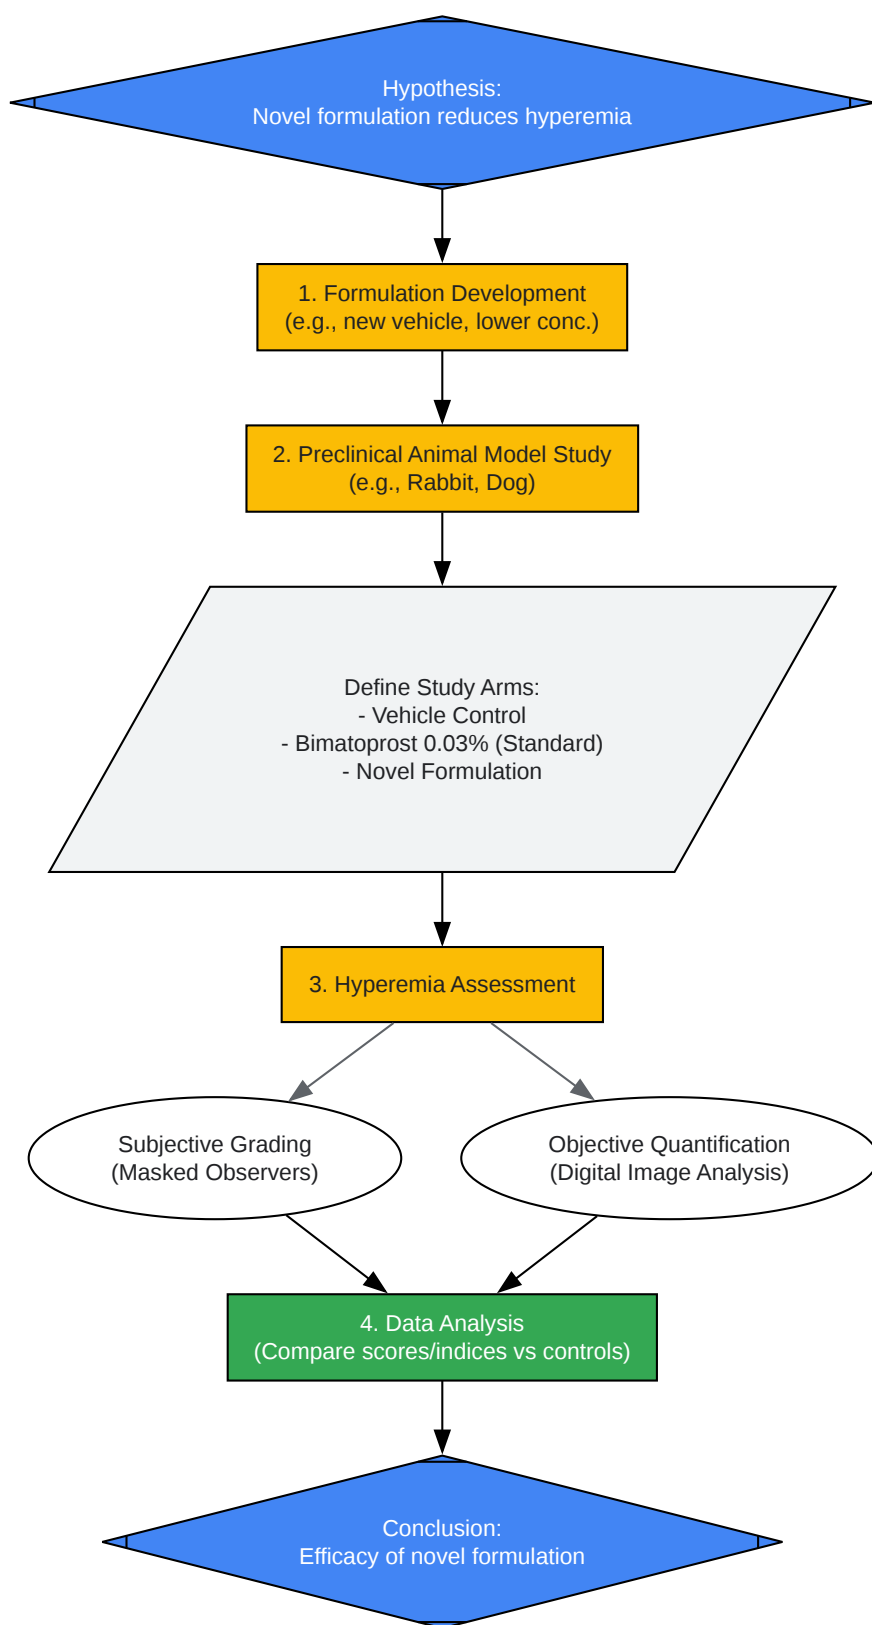 Hypothesis:
Novel formulation reduces hyperemia
1. Formulation Development
(e.g., new vehicle, lower conc.)
2. Preclinical Animal Model Study
(e.g., Rabbit, Dog)
Define Study Arms:
- Vehicle Control
- Bimatoprost 0.03% (Standard)
- Novel Formulation
3. Hyperemia Assessment
Subjective Grading
(Masked Observers)
Objective Quantification
(Digital Image Analysis)
4. Data Analysis
(Compare scores/indices vs controls)
Conclusion:
Efficacy of novel formulation